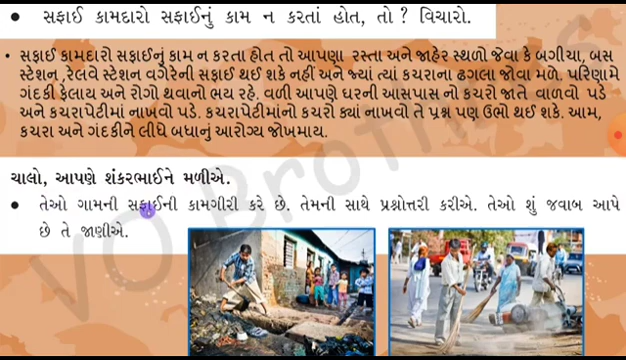 • સફાઈ કામદારો સફાઈનું કામ ન કરતાં હોત, તો ? વિચારો.
• સફાઈ કામદારો સફાઈનું કામ ન કરતા હોત તો આપણા રસ્તા અને જાહેર સ્થળો જેવા કે બગીચા, બસ
સ્ટેશન ,રેલવે સ્ટેશન વગેરેની સફાઈ થઈ શકે નહીં અને જ્યાં ત્યાં કચરાના ઢગલા જોવા મળે. પરિણામે
ગંદકી ફેલાય અને રોગો થવાનો ભય રહે. વળી આપણે ઘરની આસપાસ નો કચરો જાતે વાળવો પડે
અને કચરાપેટીમાં નાખવો પડે. કચરાપેટીમાંનો કચરો ક્યાં નાખવો તે પ્રશ્ન પણ ઉભો થઈ શકે. આમ,
કચરા અને ગંદકીને લીધે બધાનું આરોગ્ય જોખમાય.
ચાલો, આપણે શંકરભાઈને મળીએ.
• તેઓ ગામની સફાઈની કામગીરી કરે છે. તેમની સાથે પ્રશ્નોત્તરી કરીએ. તેઓ શું જવાબ આપે
છે તે જાણીએ.
VO Brothers